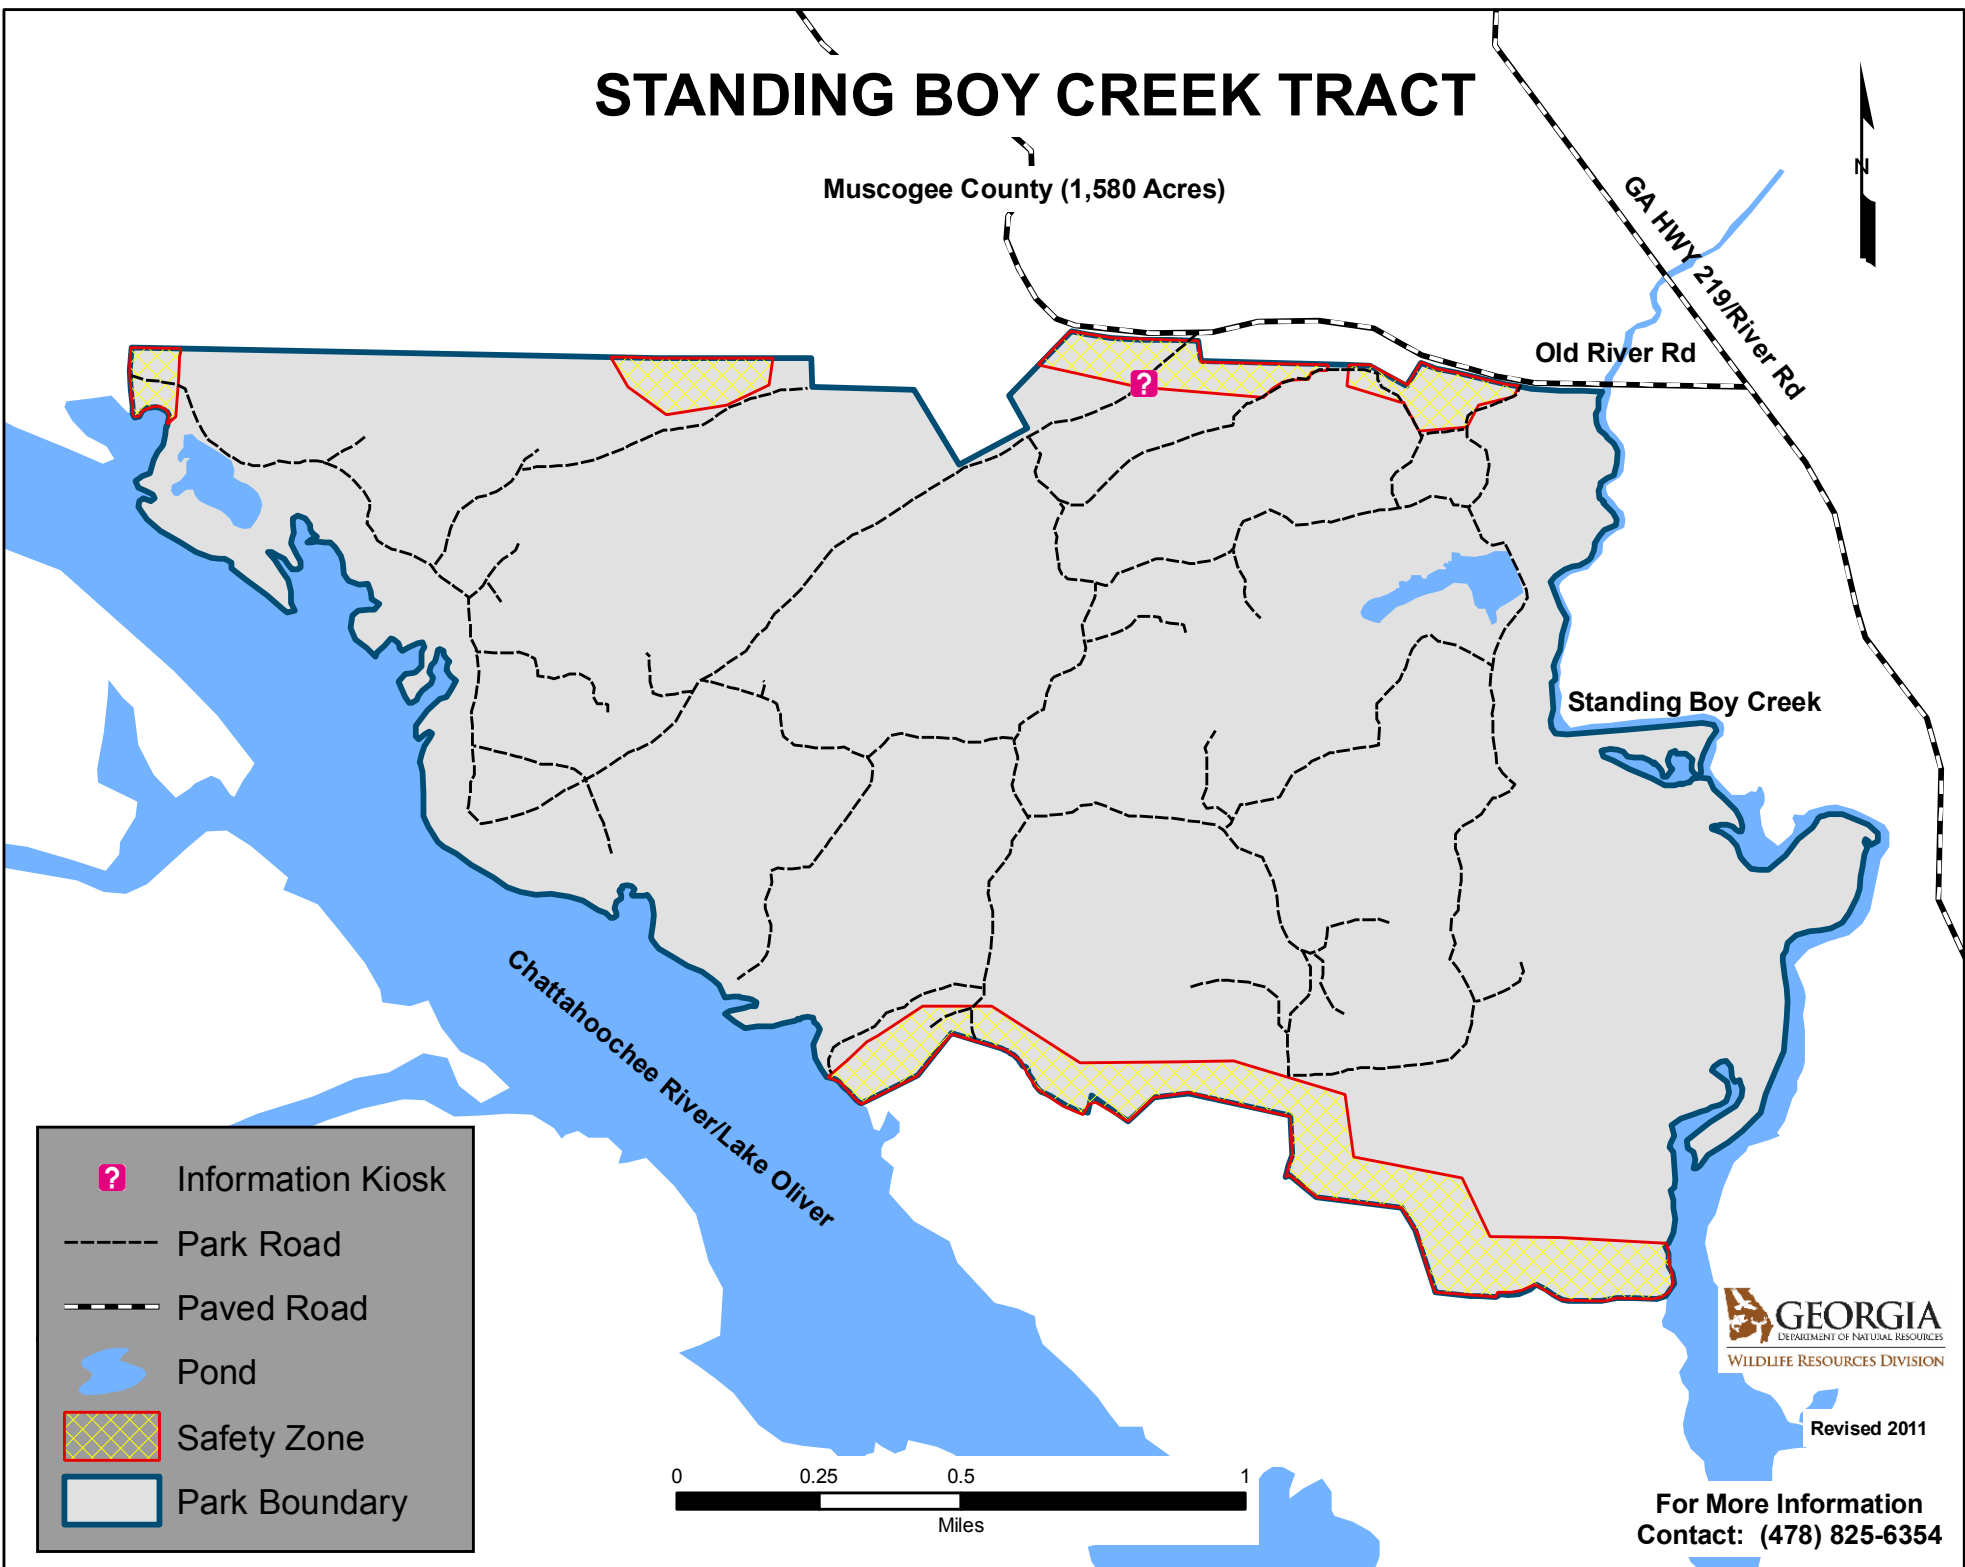 STANDING BOY CREEK TRACT
Muscogee County (1,580 Acres)
N
GA HWY 219/River Rd
Old River Rd
?
Standing Boy Creek
Chattahoochee River/Lake Oliver
? Information Kiosk
Park Road
Paved Road
Pond
Safety Zone
Park Boundary
0 0.25 0.5 1
Miles
GEORGIA
DEPARTMENT OF NATURAL RESOURCES
WILDLIFE RESOURCES DIVISION
Revised 2011
For More Information
Contact: (478) 825-6354